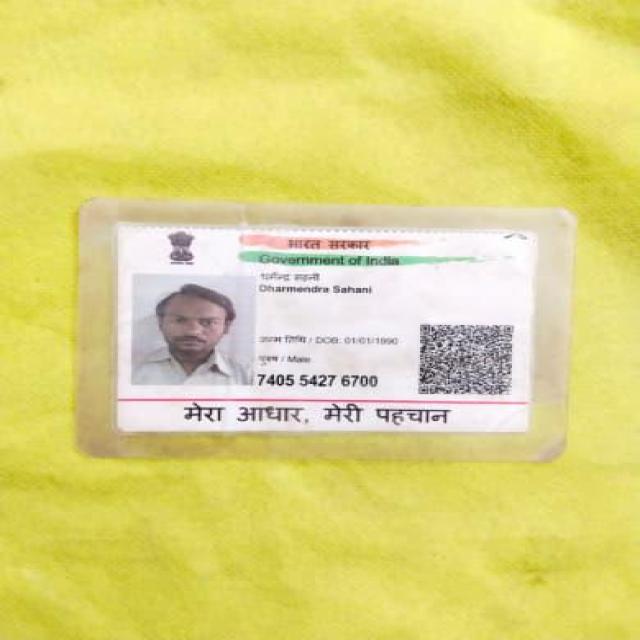 भारत सरकार
Government of India
धर्मेन्द्र सहनी
Dharmendra Sahani
जन्म तिथि / DOB: 01/01/1990
पुरुष / Male
7405 5427 6700
मेरा आधार, मेरी पहचान